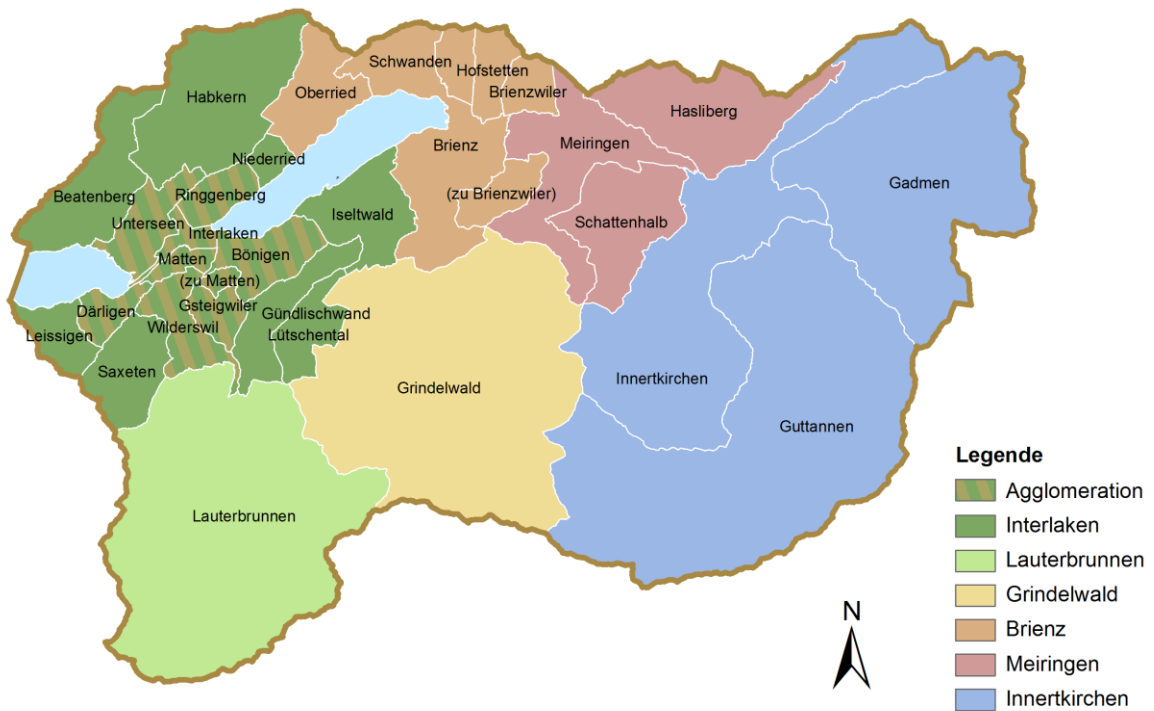 Schwanden
Hofstetten
Habkern
Oberried
Brienzwiler
Hasliberg
Niederried
Brienz
Meiringen
Beatenberg
Ringgenberg
(zu Brienzwiler)
Gadmen
Unterseen
Iseltwald
Schattenhalb
Interlaken
Matten
Bönigen
(zu Matten)
Därligen
Gsteigwiler
Gündlischwand
Leissigen
Wilderswil
Lütschental
Saxeten
Grindelwald
Innertkirchen
Guttannen
Lauterbrunnen
Legende
Agglomeration
Interlaken
Lauterbrunnen
Grindelwald
Brienz
Meiringen
Innertkirchen
N